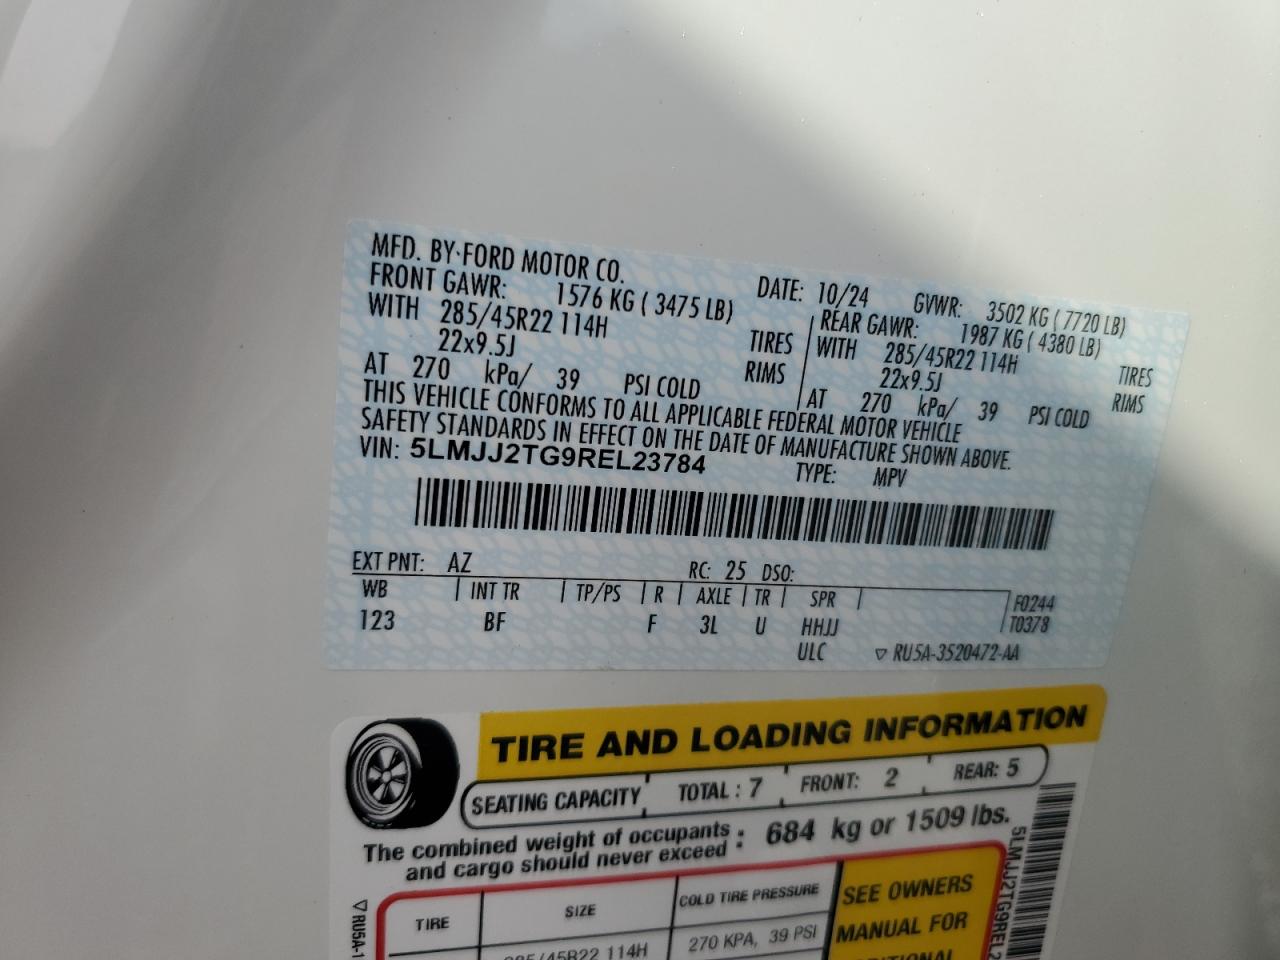 MFD. BY FORD MOTOR CO.
DATE: 10/24 GVWR: 3502 KG ( 7720 LB)
FRONT GAWR: 1576 KG ( 3475 LB)
WITH 285/45R22 114H TIRES
22x9.5J RIMS
AT 270 kPa/ 39 PSI COLD
REAR GAWR: 1987 KG ( 4380 LB)
WITH 285/45R22 114H TIRES
22x9.5J RIMS
AT 270 kPa/ 39 PSI COLD
THIS VEHICLE CONFORMS TO ALL APPLICABLE FEDERAL MOTOR VEHICLE
SAFETY STANDARDS IN EFFECT ON THE DATE OF MANUFACTURE SHOWN ABOVE.
VIN: 5LMJJ2TG9REL23784 TYPE: MPV
EXT PNT: AZ RC: 25 DSO:
WB INT TR TP/PS R AXLE TR SPR F0244
123 BF F 3L U HHJJ T0378
ULC RU5A-3520472-AA
TIRE AND LOADING INFORMATION
SEATING CAPACITY TOTAL : 7 FRONT: 2 REAR: 5
The combined weight of occupants
and cargo should never exceed : 684 kg or 1509 lbs.
TIRE SIZE COLD TIRE PRESSURE
285/45R22 114H 270 KPA, 39 PSI
SEE OWNERS
MANUAL FOR
5LMJJ2TG9REL2
RU5A-1